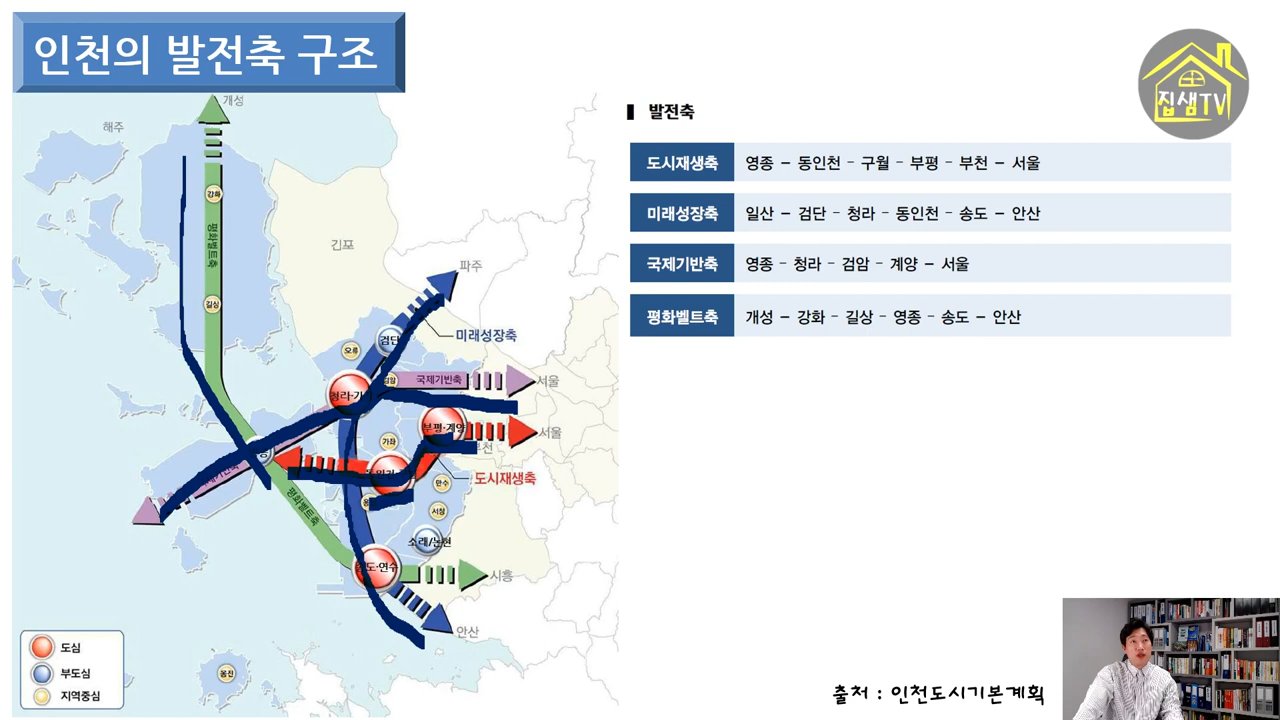 인천의 발전축 구조
집샘TV
발전축
도시재생축 영종 – 동인천 - 구월 - 부평 - 부천 – 서울
미래성장축 일산 – 검단 - 청라 - 동인천 - 송도 – 안산
국제기반축 영종 - 청라 - 검암 - 계양 – 서울
평화벨트축 개성 – 강화 - 길상 - 영종 - 송도 – 안산
개성
해주
강화
평화벨트축
긴포
파주
길상
미래성장축
검단
오류
국제기반축
서울
부평·계양
서울
가좌
도시재생축
만수
서창
평화벨트축
소래/논현
시흥
안산
옹진
도심
부도심
지역중심
출처 : 인천도시기본계획